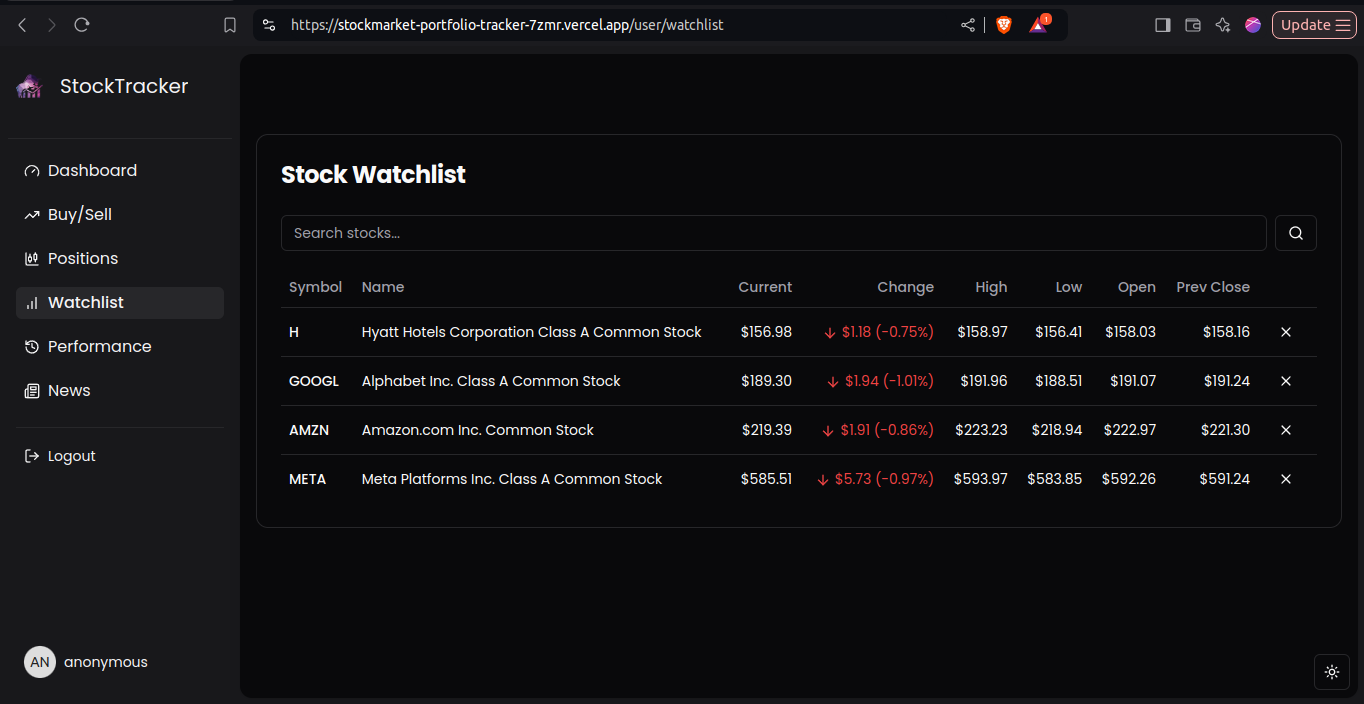 https://stockmarket-portfolio-tracker-7zmr.vercel.app/user/watchlist
1
Update
StockTracker
Dashboard
Buy/Sell
Positions
Watchlist
Performance
News
Logout
AN anonymous
Stock Watchlist
Search stocks...
Symbol Name Current Change High Low Open Prev Close
H Hyatt Hotels Corporation Class A Common Stock $156.98 ↓ $1.18 (-0.75%) $158.97 $156.41 $158.03 $158.16
GOOGL Alphabet Inc. Class A Common Stock $189.30 ↓ $1.94 (-1.01%) $191.96 $188.51 $191.07 $191.24
AMZN Amazon.com Inc. Common Stock $219.39 ↓ $1.91 (-0.86%) $223.23 $218.94 $222.97 $221.30
META Meta Platforms Inc. Class A Common Stock $585.51 ↓ $5.73 (-0.97%) $593.97 $583.85 $592.26 $591.24